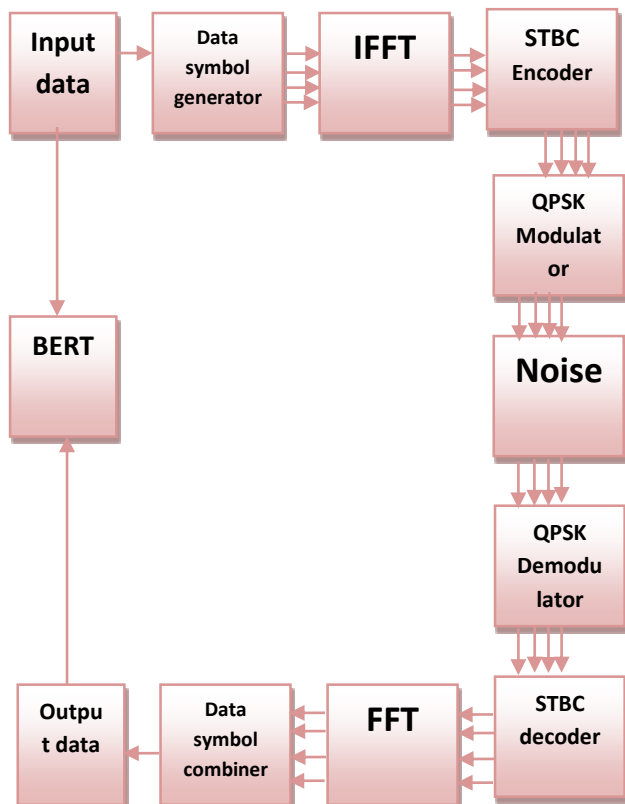 Input
data
Data
symbol
generator
IFFT
STBC
Encoder
QPSK
Modulat
or
BERT
Noise
QPSK
Demodu
lator
Outpu
t data
Data
symbol
combiner
FFT
STBC
decoder